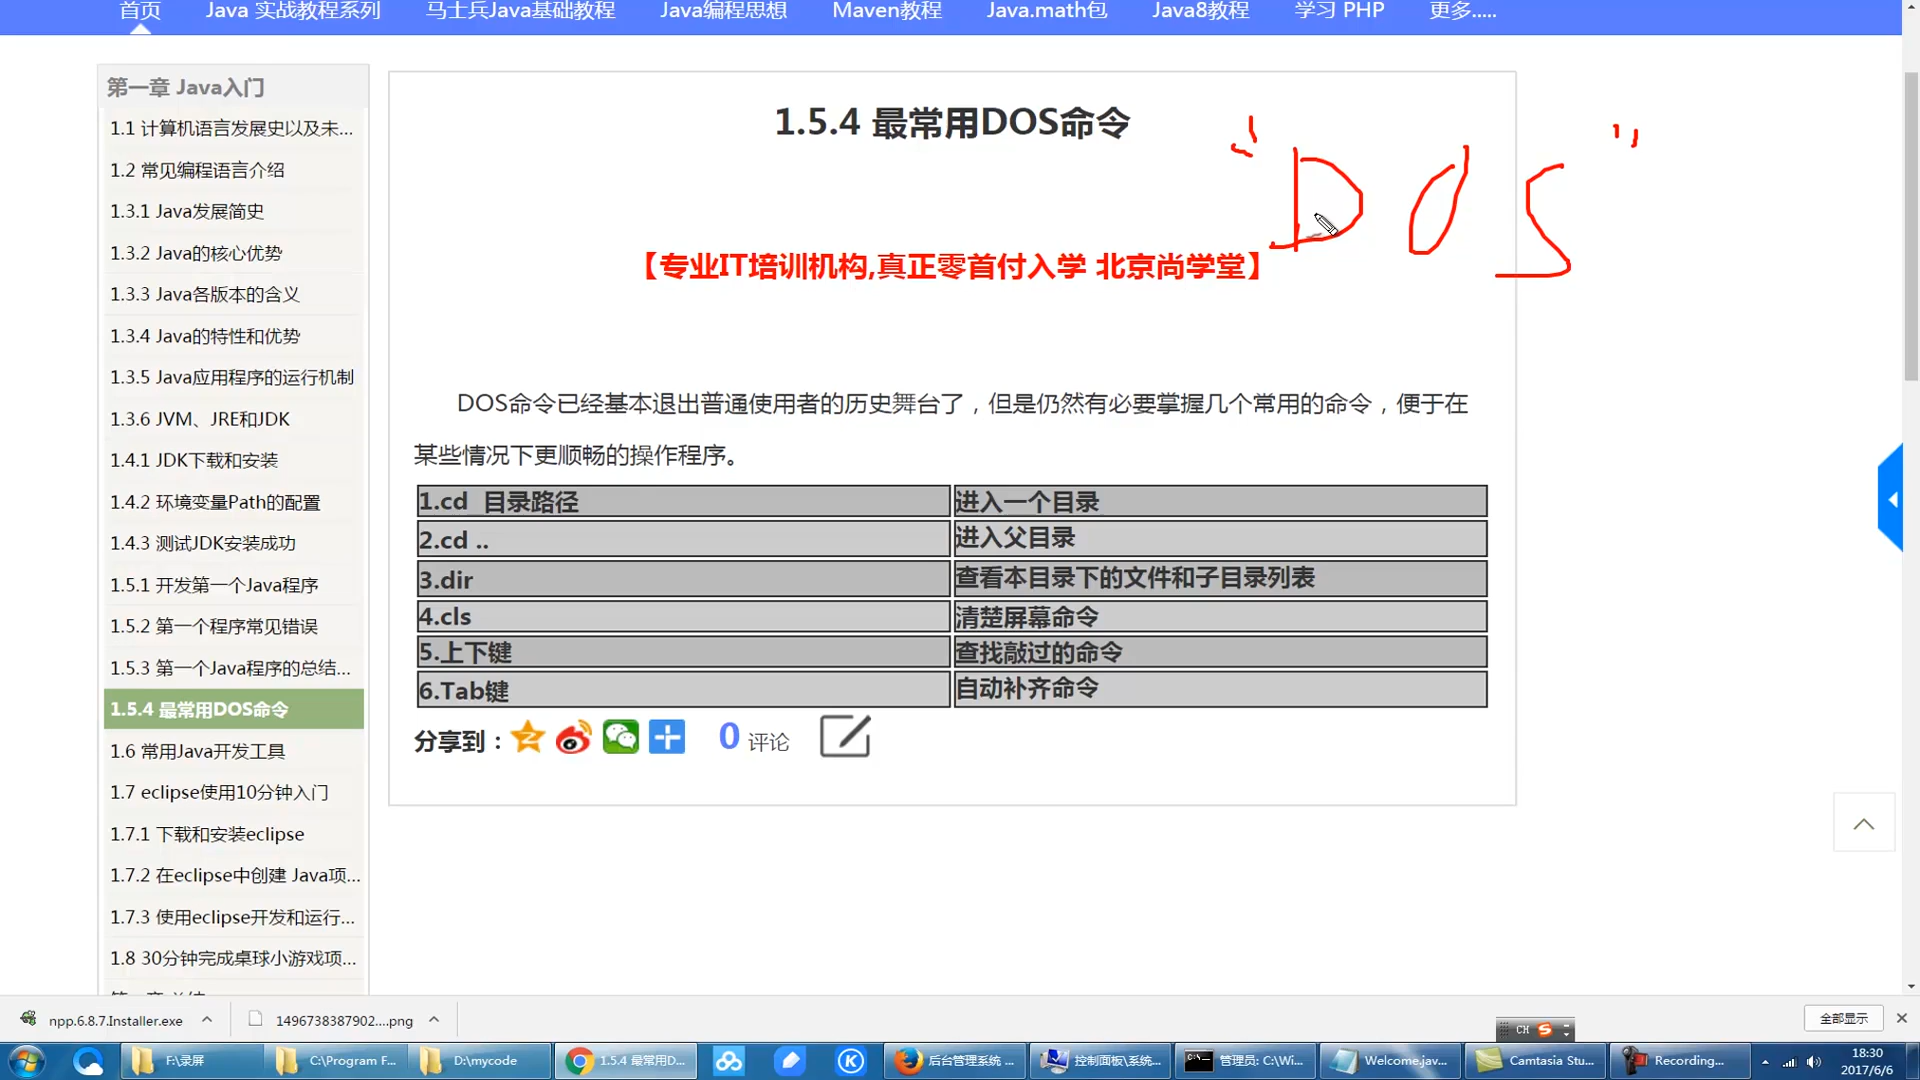 首页 Java 实战教程系列 马士兵Java基础教程 Java编程思想 Maven教程 Java.math包 Java8教程 学习 PHP 更多.....
第一章 Java入门
1.1 计算机语言发展史以及未...
1.2 常见编程语言介绍
1.3.1 Java发展简史
1.3.2 Java的核心优势
1.3.3 Java各版本的含义
1.3.4 Java的特性和优势
1.3.5 Java应用程序的运行机制
1.3.6 JVM、JRE和JDK
1.4.1 JDK下载和安装
1.4.2 环境变量Path的配置
1.4.3 测试JDK安装成功
1.5.1 开发第一个Java程序
1.5.2 第一个程序常见错误
1.5.3 第一个Java程序的总结...
1.5.4 最常用DOS命令
1.6 常用Java开发工具
1.7 eclipse使用10分钟入门
1.7.1 下载和安装eclipse
1.7.2 在eclipse中创建 Java项...
1.7.3 使用eclipse开发和运行...
1.8 30分钟完成桌球小游戏项...
1.5.4 最常用DOS命令
"DOS"
【专业IT培训机构,真正零首付入学 北京尚学堂】
DOS命令已经基本退出普通使用者的历史舞台了，但是仍然有必要掌握几个常用的命令，便于在
某些情况下更顺畅的操作程序。
1.cd 目录路径 进入一个目录
2.cd .. 进入父目录
3.dir 查看本目录下的文件和子目录列表
4.cls 清楚屏幕命令
5.上下键 查找敲过的命令
6.Tab键 自动补齐命令
分享到： 0 评论
npp.6.8.7.Installer.exe 1496738387902....png 全部显示
CH
F:\录屏 C:\Program F... D:\mycode 1.5.4 最常用D... 后台管理系统 ... 控制面板\系统... 管理员: C:\Wi... Welcome.jav... Camtasia Stu... Recording... 18:30
2017/6/6